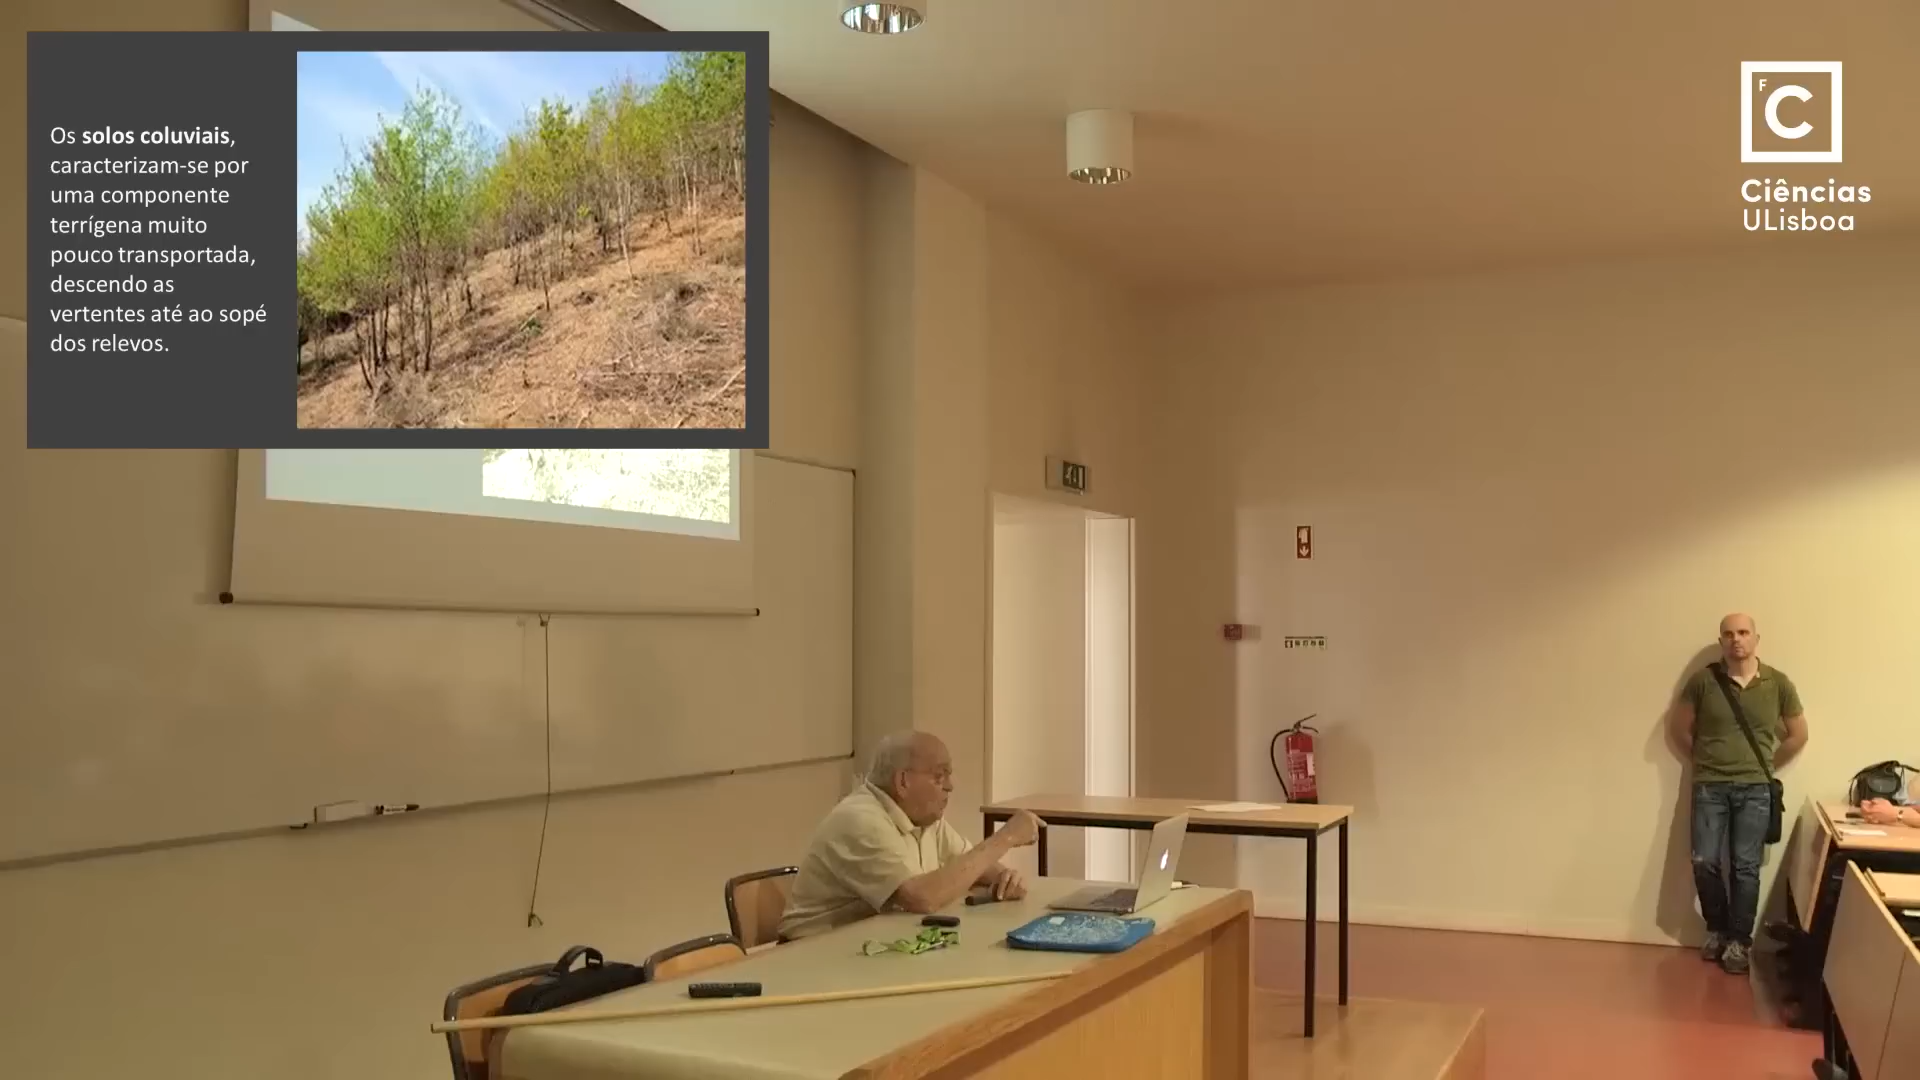 Os solos coluviais,
caracterizam-se por
uma componente
terrígena muito
pouco transportada,
descendo as
vertentes até ao sopé
dos relevos.
FC
Ciências
ULisboa